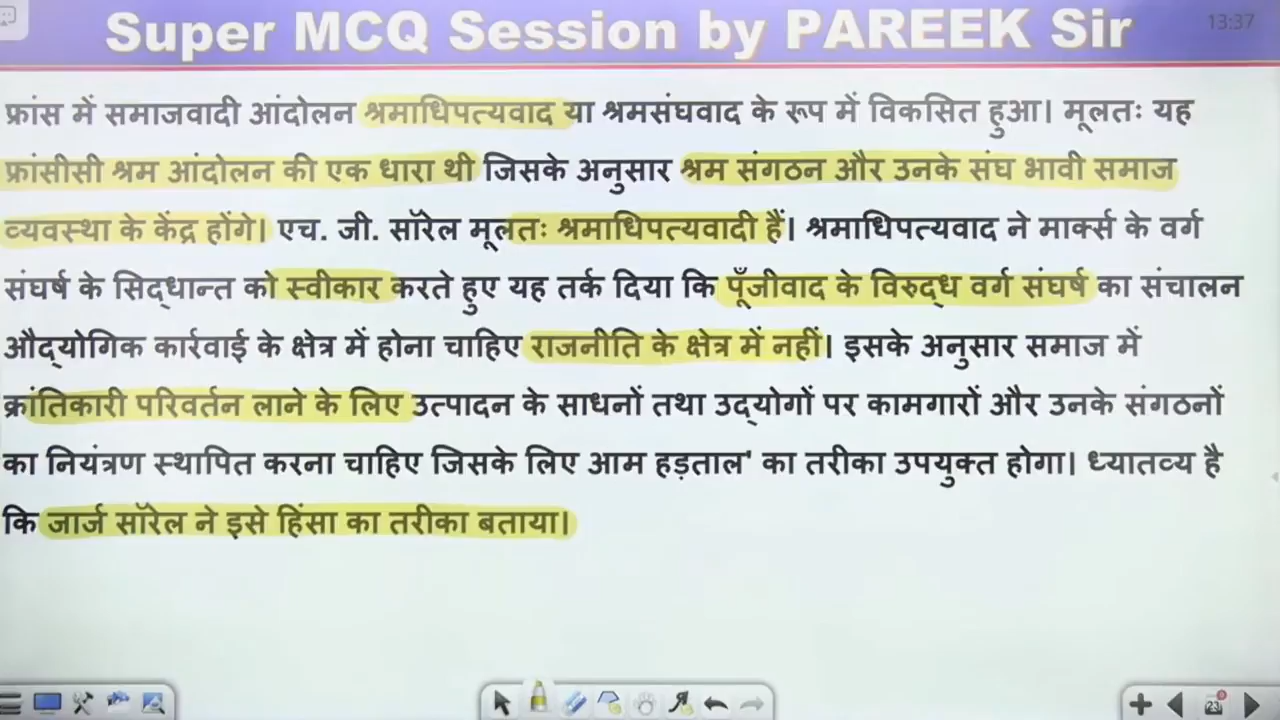 Super MCQ Session by PAREEK Sir
13:37
फ्रांस में समाजवादी आंदोलन श्रमाधिपत्यवाद या श्रमसंघवाद के रूप में विकसित हुआ। मूलतः यह
फ्रांसीसी श्रम आंदोलन की एक धारा थी जिसके अनुसार श्रम संगठन और उनके संघ भावी समाज
व्यवस्था के केंद्र होंगे। एच. जी. सॉरेल मूलतः श्रमाधिपत्यवादी हैं। श्रमाधिपत्यवाद ने मार्क्स के वर्ग
संघर्ष के सिद्धान्त को स्वीकार करते हुए यह तर्क दिया कि पूँजीवाद के विरुद्ध वर्ग संघर्ष का संचालन
औद्योगिक कार्रवाई के क्षेत्र में होना चाहिए राजनीति के क्षेत्र में नहीं। इसके अनुसार समाज में
क्रांतिकारी परिवर्तन लाने के लिए उत्पादन के साधनों तथा उद्योगों पर कामगारों और उनके संगठनों
का नियंत्रण स्थापित करना चाहिए जिसके लिए आम हड़ताल' का तरीका उपयुक्त होगा। ध्यातव्य है
कि जार्ज सॉरेल ने इसे हिंसा का तरीका बताया।
23